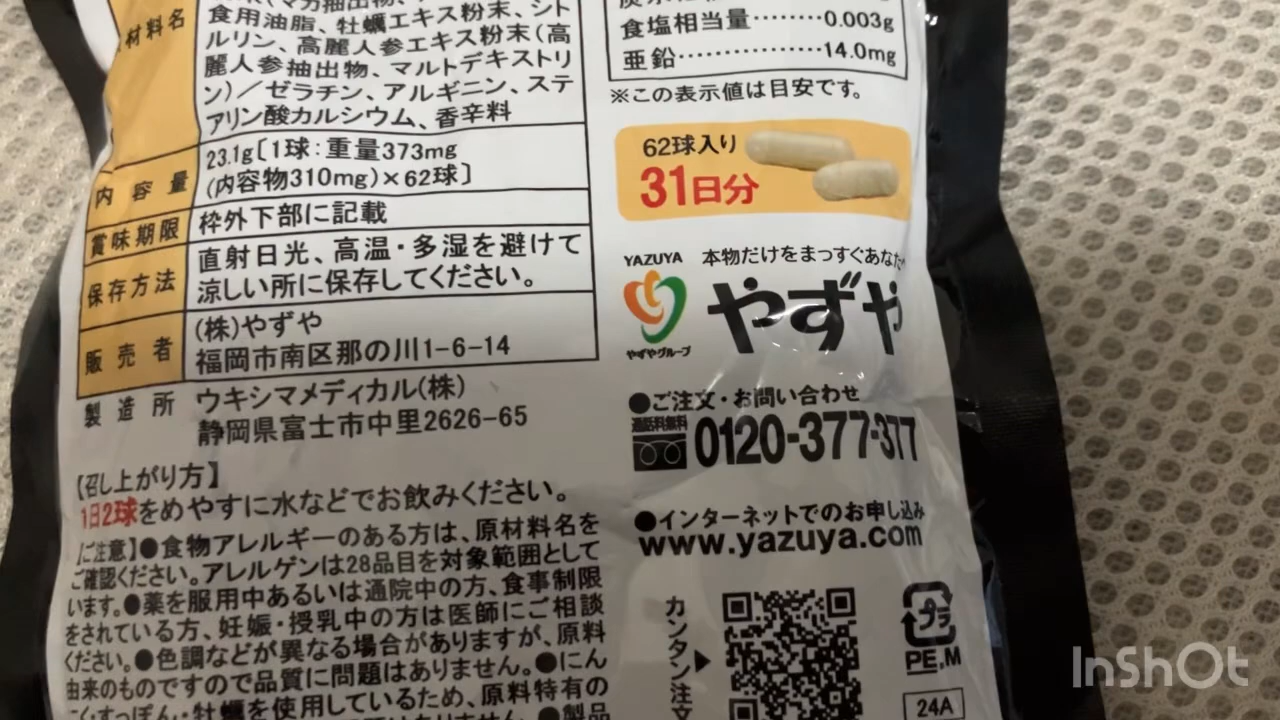 材料名
食用油脂、牡蠣エキス粉末、シト
ルリン、高麗人参エキス粉末(高
麗人参抽出物、マルトデキストリ
ン)/ゼラチン、アルギニン、ステ
アリン酸カルシウム、香辛料
内容量
23.1g[1球:重量373mg
(内容物310mg)×62球]
賞味期限
枠外下部に記載
保存方法
直射日光、高温・多湿を避けて
涼しい所に保存してください。
販売者
(株)やずや
福岡市南区那の川1-6-14
製造所
ウキシマメディカル(株)
静岡県富士市中里2626-65
【召し上がり方】
1日2球をめやすに水などでお飲みください。
【ご注意】●食物アレルギーのある方は、原材料名を
ご確認ください。アレルゲンは28品目を対象範囲として
います。●薬を服用中あるいは通院中の方、食事制限
をされている方、妊娠・授乳中の方は医師にご相談
ください。●色調などが異なる場合がありますが、原料
由来のものですので品質に問題はありません。●にん
にく・すっぽん・牡蠣を使用しているため、原料特有の
食塩相当量………0.003g
亜鉛………………14.0mg
※この表示値は目安です。
62球入り
31日分
YAZUYA
本物だけをまっすぐあなた
やずや
やずやグループ
●ご注文・お問い合わせ
通話料無料
0120-377-377
●インターネットでのお申し込み
www.yazuya.com
カンタン注文
プラ
PE,M
24A
InShOt